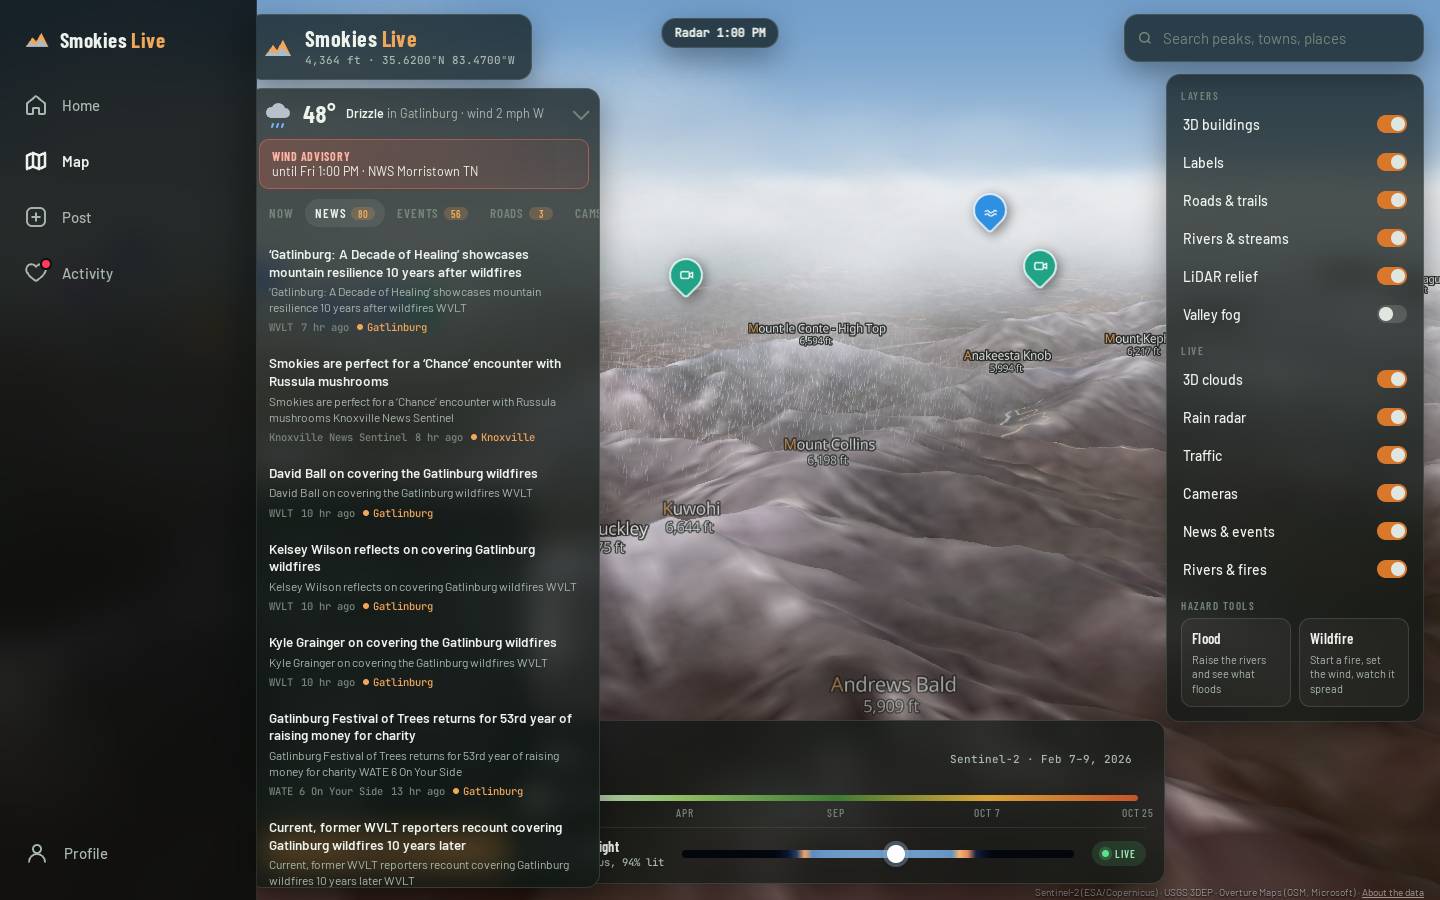 Smokies Live
Home
Map
Post
Activity
Profile
Smokies Live
4,364 ft · 35.6200°N 83.4700°W
48° Drizzle in Gatlinburg · wind 2 mph W
WIND ADVISORY
until Fri 1:00 PM · NWS Morristown TN
NOW NEWS 80 EVENTS 56 ROADS 3 CAMS
‘Gatlinburg: A Decade of Healing’ showcases
mountain resilience 10 years after wildfires
‘Gatlinburg: A Decade of Healing’ showcases mountain
resilience 10 years after wildfires WVLT
WVLT 7 hr ago Gatlinburg
Smokies are perfect for a ‘Chance’ encounter with
Russula mushrooms
Smokies are perfect for a ‘Chance’ encounter with Russula
mushrooms Knoxville News Sentinel
Knoxville News Sentinel 8 hr ago Knoxville
David Ball on covering the Gatlinburg wildfires
David Ball on covering the Gatlinburg wildfires WVLT
WVLT 10 hr ago Gatlinburg
Kelsey Wilson reflects on covering Gatlinburg
wildfires
Kelsey Wilson reflects on covering Gatlinburg wildfires WVLT
WVLT 10 hr ago Gatlinburg
Kyle Grainger on covering the Gatlinburg wildfires
Kyle Grainger on covering the Gatlinburg wildfires WVLT
WVLT 10 hr ago Gatlinburg
Gatlinburg Festival of Trees returns for 53rd year of
raising money for charity
Gatlinburg Festival of Trees returns for 53rd year of raising
money for charity WATE 6 On Your Side
WATE 6 On Your Side 13 hr ago Gatlinburg
Current, former WVLT reporters recount covering
Gatlinburg wildfires 10 years later
Current, former WVLT reporters recount covering Gatlinburg
wildfires 10 years later WVLT
Radar 1:00 PM
Mount le Conte - High Top
6,594 ft
Anakeesta Knob
5,994 ft
Mount Kep
6,217 ft
Mount Collins
6,198 ft
Kuwohi
6,644 ft
uckley
75 ft
Andrews Bald
5,909 ft
Sentinel-2 · Feb 7–9, 2026
APR SEP OCT 7 OCT 25
ight
us, 94% lit
LIVE
Search peaks, towns, places
LAYERS
3D buildings
Labels
Roads & trails
Rivers & streams
LiDAR relief
Valley fog
LIVE
3D clouds
Rain radar
Traffic
Cameras
News & events
Rivers & fires
HAZARD TOOLS
Flood
Raise the rivers
and see what
floods
Wildfire
Start a fire, set
the wind, watch it
spread
Sentinel-2 (ESA/Copernicus) · USGS 3DEP · Overture Maps (OSM, Microsoft) · About the data